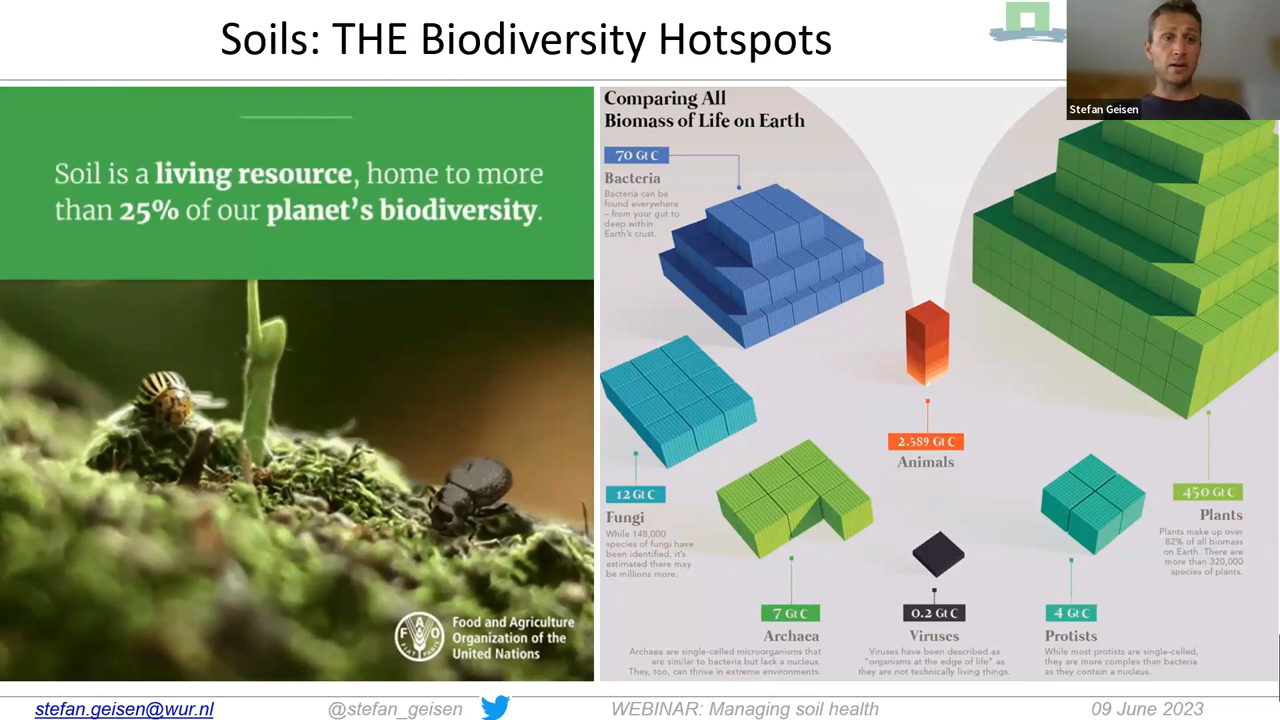 Soils: THE Biodiversity Hotspots
Stefan Geisen
Soil is a living resource, home to more
than 25% of our planet's biodiversity.
Food and Agriculture
Organization of the
United Nations
FAO
FIAT PANIS
Comparing All
Biomass of Life on Earth
70 Gt C
Bacteria
Bacteria can be
found everywhere
– from your gut to
deep within
Earth's crust.
12 Gt C
Fungi
While 148,000
species of fungi have
been identified, it's
estimated there may
be millions more.
2.589 Gt C
Animals
450 Gt C
Plants
Plants make up over
82% of all biomass
on Earth. There are
more than 320,000
species of plants.
7 Gt C
Archaea
Archaea are single-celled microorganisms that
are similar to bacteria but lack a nucleus.
They, too, can thrive in extreme environments.
0.2 Gt C
Viruses
Viruses have been described as
"organisms at the edge of life" as
they are not technically living things.
4 Gt C
Protists
While most protists are single-celled,
they are more complex than bacteria
as they contain a nucleus.
stefan.geisen@wur.nl
@stefan_geisen
WEBINAR: Managing soil health
09 June 2023